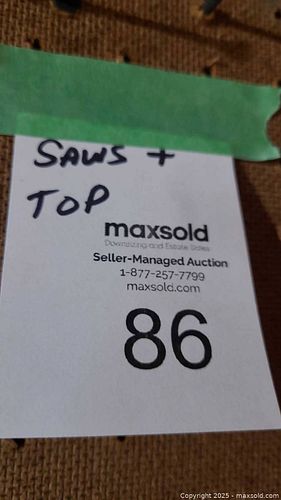 SAWS +
TOP
maxsold
Downsizing and Estate Sales
Seller-Managed Auction
1-877-257-7799
maxsold.com
86
Copyright © 2025 - maxsold.com